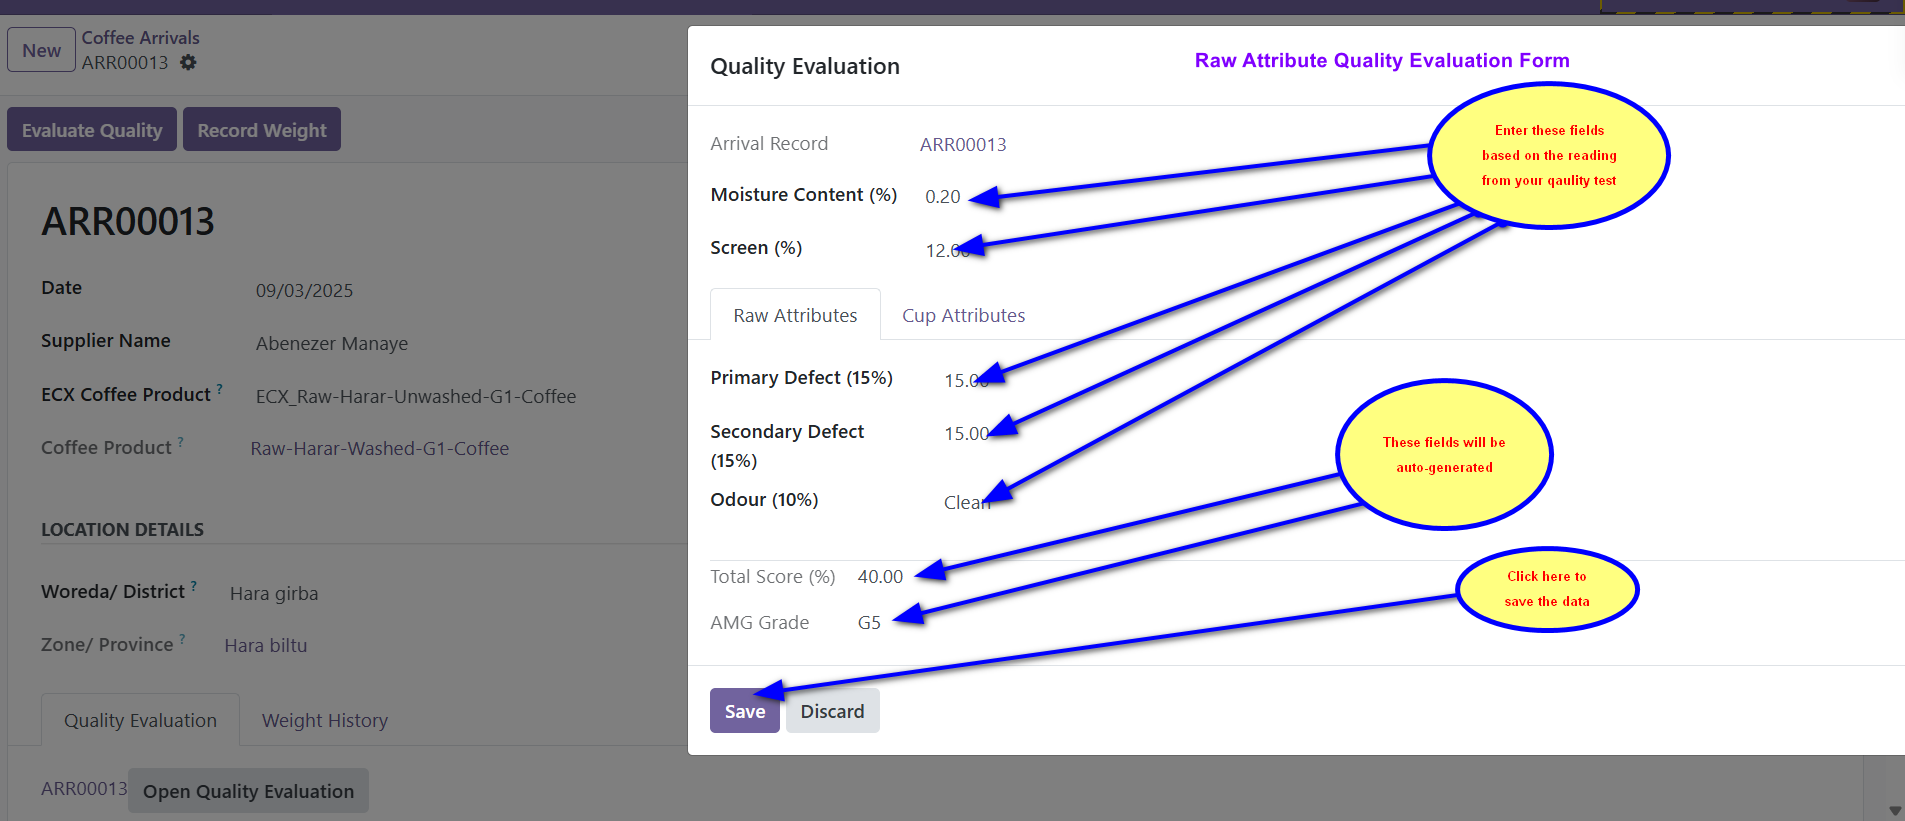 New
Coffee Arrivals
ARR00013
Evaluate Quality
Record Weight
ARR00013
Date
09/03/2025
Supplier Name
Abenezer Manaye
ECX Coffee Product ?
ECX_Raw-Harar-Unwashed-G1-Coffee
Coffee Product ?
Raw-Harar-Washed-G1-Coffee
LOCATION DETAILS
Woreda/ District ?
Hara girba
Zone/ Province ?
Hara biltu
Quality Evaluation
Weight History
ARR00013
Open Quality Evaluation
Quality Evaluation
Raw Attribute Quality Evaluation Form
Arrival Record
ARR00013
Moisture Content (%)
0.20
Screen (%)
12.00
Raw Attributes
Cup Attributes
Primary Defect (15%)
15.00
Secondary Defect
(15%)
15.00
Odour (10%)
Clean
Total Score (%)
40.00
AMG Grade
G5
Save
Discard
Enter these fields
based on the reading
from your qaulity test
These fields will be
auto-generated
Click here to
save the data